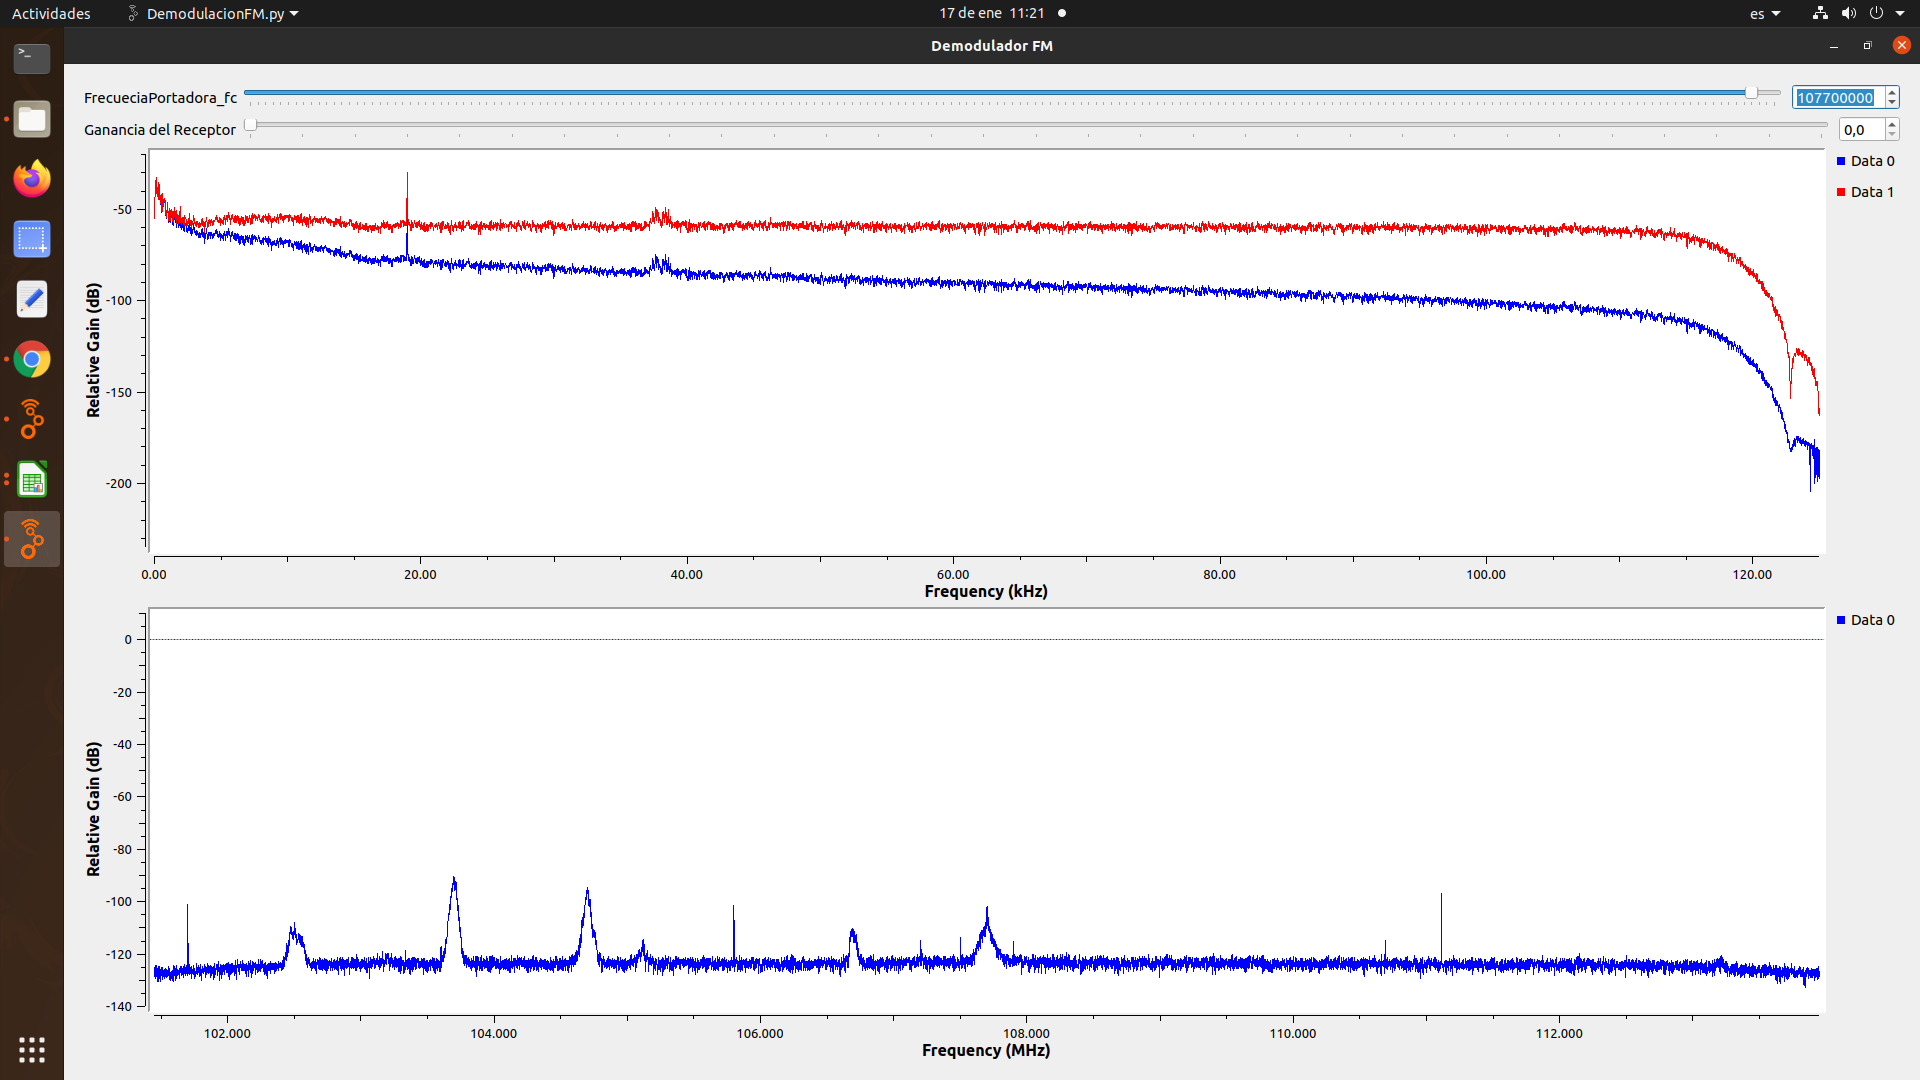 Actividades
DemodulacionFM.py
17 de ene 11:21
es
Demodulador FM
FrecueciaPortadora_fc
107700000
Ganancia del Receptor
0,0
Data 0
Data 1
Relative Gain (dB)
-50
-100
-150
-200
0.00 20.00 40.00 60.00 80.00 100.00 120.00
Frequency (kHz)
Data 0
Relative Gain (dB)
0
-20
-40
-60
-80
-100
-120
-140
102.000 104.000 106.000 108.000 110.000 112.000
Frequency (MHz)